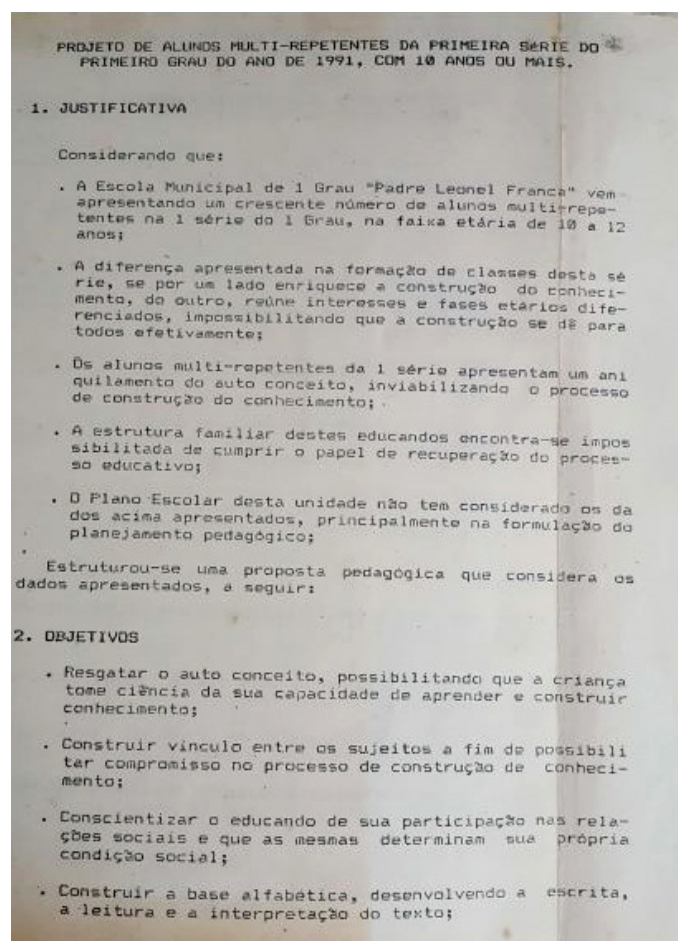 PROJETO DE ALUNOS MULTI-REPETENTES DA PRIMEIRA SÉRIE DO
PRIMEIRO GRAU DO ANO DE 1991, COM 10 ANOS OU MAIS.
1. JUSTIFICATIVA
Considerando que:
. A Escola Municipal de 1 Grau "Padre Leonel Franca" vem
apresentando um crescente número de alunos multi-repe-
tentes na 1 série do 1 Grau, na faixa etária de 10 a 12
anos;
. A diferença apresentada na formação de classes desta sé
rie, se por um lado enriquece a construção do conheci-
mento, do outro, reúne interesses e fases etários dife-
renciados, impossibilitando que a construção se dê para
todos efetivamente;
. Os alunos multi-repetentes da 1 série apresentam um ani
quilamento do auto conceito, inviabilizando o processo
de construção do conhecimento;
. A estrutura familiar destes educandos encontra-se impos
sibilitada de cumprir o papel de recuperação do proces-
so educativo;
. O Plano Escolar desta unidade não tem considerado os da
dos acima apresentados, principalmente na formulação do
planejamento pedagógico;
Estruturou-se uma proposta pedagógica que considera os
dados apresentados, a seguir:
2. OBJETIVOS
. Resgatar o auto conceito, possibilitando que a criança
tome ciência da sua capacidade de aprender e construir
conhecimento;
. Construir vínculo entre os sujeitos a fim de possibili
tar compromisso no processo de construção de conheci-
mento;
. Conscientizar o educando de sua participação nas rela-
ções sociais e que as mesmas determinam sua própria
condição social;
. Construir a base alfabética, desenvolvendo a escrita,
a leitura e a interpretação do texto;